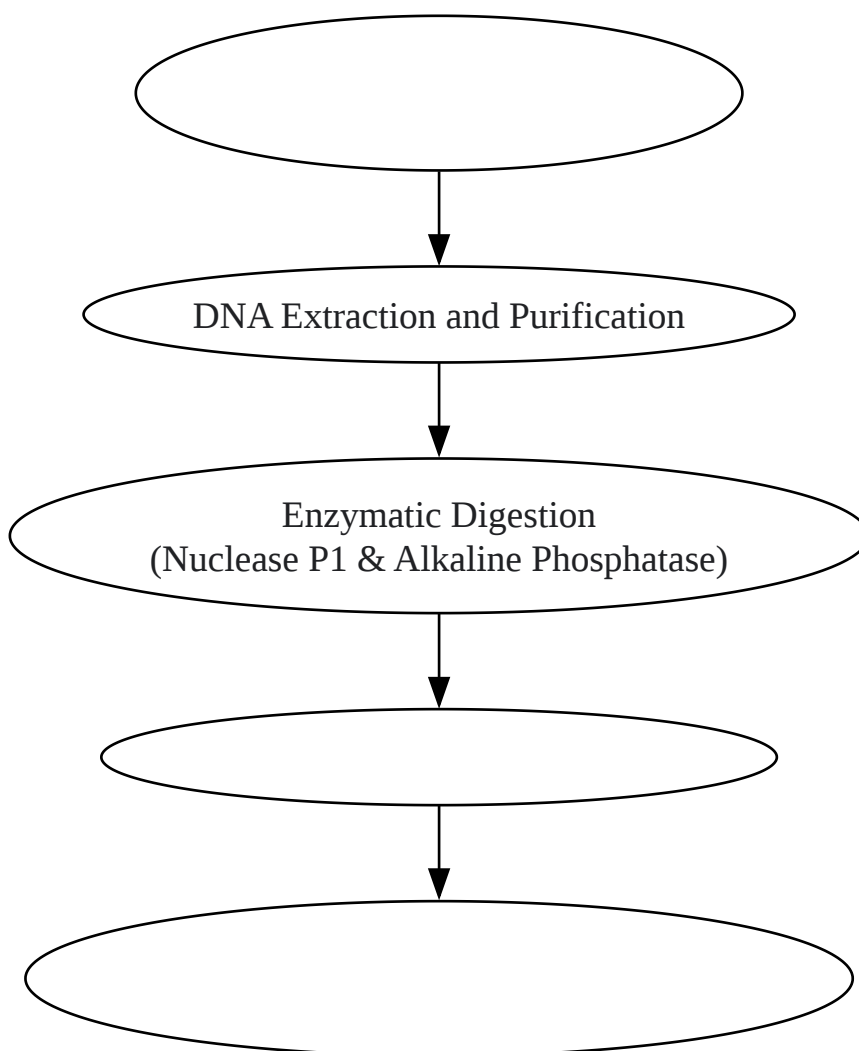 DNA Extraction and Purification
Enzymatic Digestion
(Nuclease P1 & Alkaline Phosphatase)